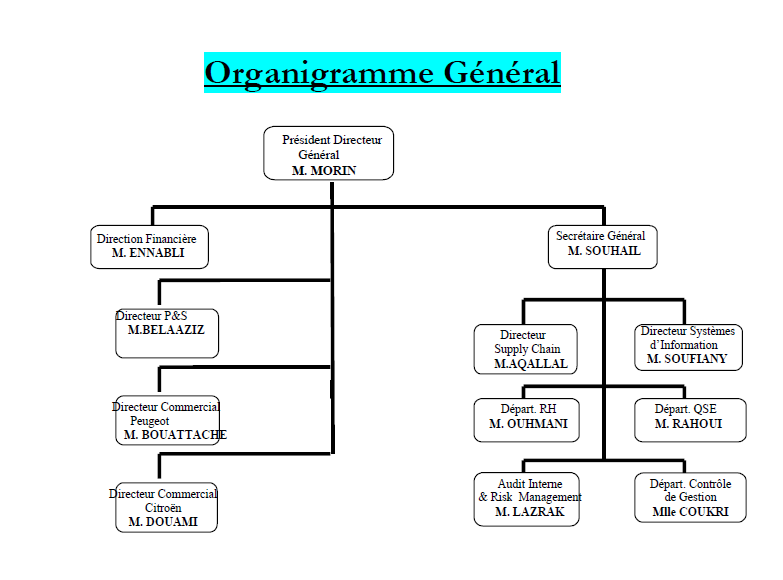 Organigramme Général
Président Directeur
Général
M. MORIN
Direction Financière
M. ENNABLI
Secrétaire Général
M. SOUHAIL
Directeur P&S
M.BELAAZIZ
Directeur
Supply Chain
M.AQALLAL
Directeur Systèmes
d’Information
M. SOUFIANY
Directeur Commercial
Peugeot
M. BOUATTACHE
Départ. RH
M. OUHMANI
Départ. QSE
M. RAHOUI
Directeur Commercial
Citroën
M. DOUAMI
Audit Interne
& Risk Management
M. LAZRAK
Départ. Contrôle
de Gestion
Mlle COUKRI